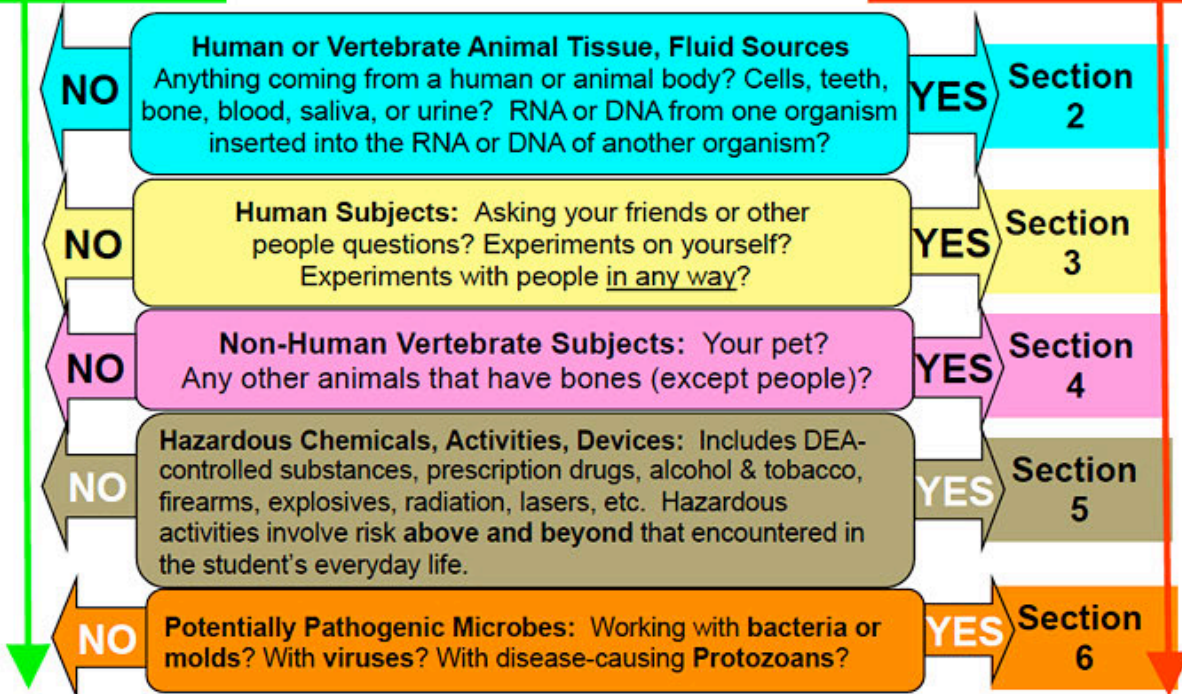 Human or Vertebrate Animal Tissue, Fluid Sources
Anything coming from a human or animal body? Cells, teeth,
bone, blood, saliva, or urine? RNA or DNA from one organism
inserted into the RNA or DNA of another organism?
NO
YES
Section
2
Human Subjects: Asking your friends or other
people questions? Experiments on yourself?
Experiments with people in any way?
NO
YES
Section
3
Non-Human Vertebrate Subjects: Your pet?
Any other animals that have bones (except people)?
NO
YES
Section
4
Hazardous Chemicals, Activities, Devices: Includes DEA-
controlled substances, prescription drugs, alcohol & tobacco,
firearms, explosives, radiation, lasers, etc. Hazardous
activities involve risk above and beyond that encountered in
the student's everyday life.
NO
YES
Section
5
Potentially Pathogenic Microbes: Working with bacteria or
molds? With viruses? With disease-causing Protozoans?
NO
YES
Section
6